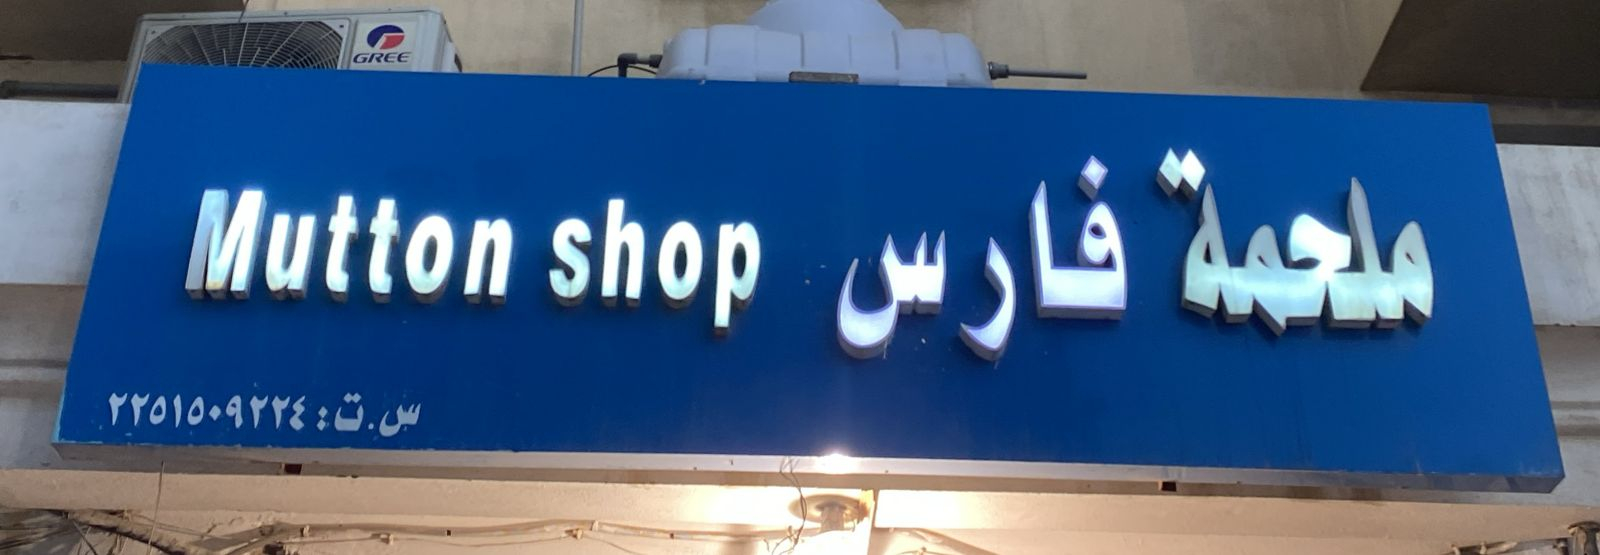 GREE
ملحمة فارس Mutton shop
س.ت: ٢٢٥١٥٠٩٢٢٤